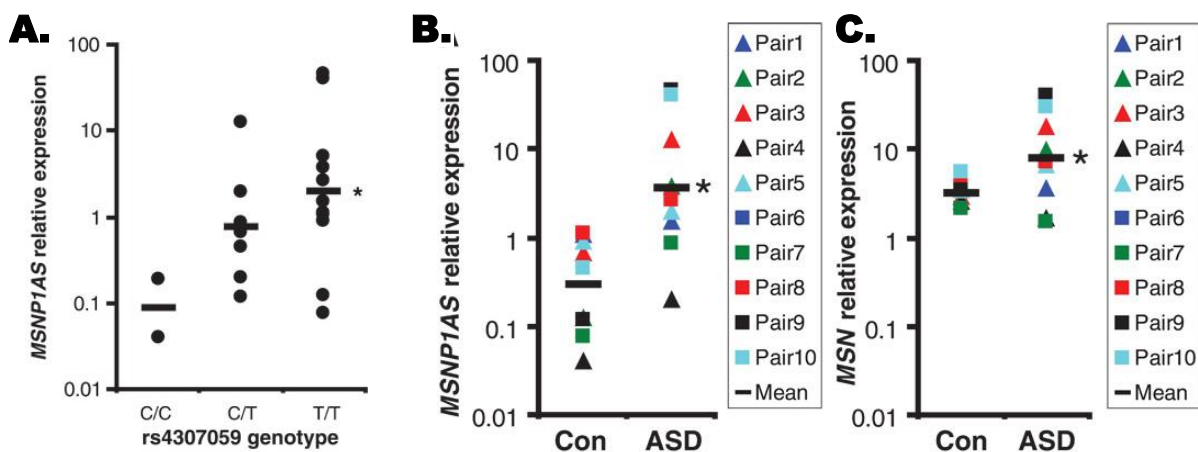 A.
MSNP1AS relative expression
100
10
1
0.1
0.01
*
C/C C/T T/T
rs4307059 genotype
B.
MSNP1AS relative expression
100
10
1
0.1
0.01
*
Con ASD
Pair1
Pair2
Pair3
Pair4
Pair5
Pair6
Pair7
Pair8
Pair9
Pair10
Mean
C.
MSN relative expression
100
10
1
0.1
0.01
*
Con ASD
Pair1
Pair2
Pair3
Pair4
Pair5
Pair6
Pair7
Pair8
Pair9
Pair10
Mean